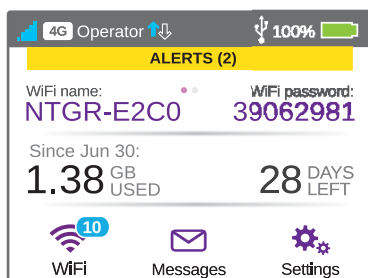 4G Operator 100%
ALERTS (2)
WiFi name: WiFi password:
NTGR-E2C0 39062981
Since Jun 30:
1.38 GB USED 28 DAYS LEFT
10
WiFi Messages Settings